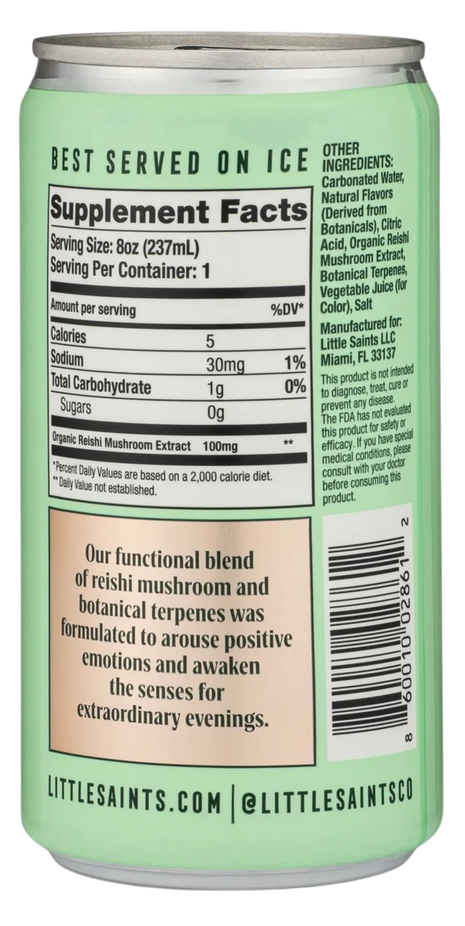 BEST SERVED ON ICE
Supplement Facts
Serving Size: 8oz (237mL)
Serving Per Container: 1
Amount per serving %DV*
Calories 5
Sodium 30mg 1%
Total Carbohydrate 1g 0%
Sugars 0g
Organic Reishi Mushroom Extract 100mg **
*Percent Daily Values are based on a 2,000 calorie diet.
** Daily Value not established.
OTHER
INGREDIENTS:
Carbonated Water,
Natural Flavors
(Derived from
Botanicals), Citric
Acid, Organic Reishi
Mushroom Extract,
Botanical Terpenes,
Vegetable Juice (for
Color), Salt
Manufactured for:
Little Saints LLC
Miami, FL 33137
This product is not intended
to diagnose, treat, cure or
prevent any disease.
The FDA has not evaluated
this product for safety or
efficacy. If you have special
medical conditions, please
consult with your doctor
before consuming this
product.
Our functional blend
of reishi mushroom and
botanical terpenes was
formulated to arouse positive
emotions and awaken
the senses for
extraordinary evenings.
8 60010 02861 2
LITTLESAINTS.COM | @LITTLESAINTSCO